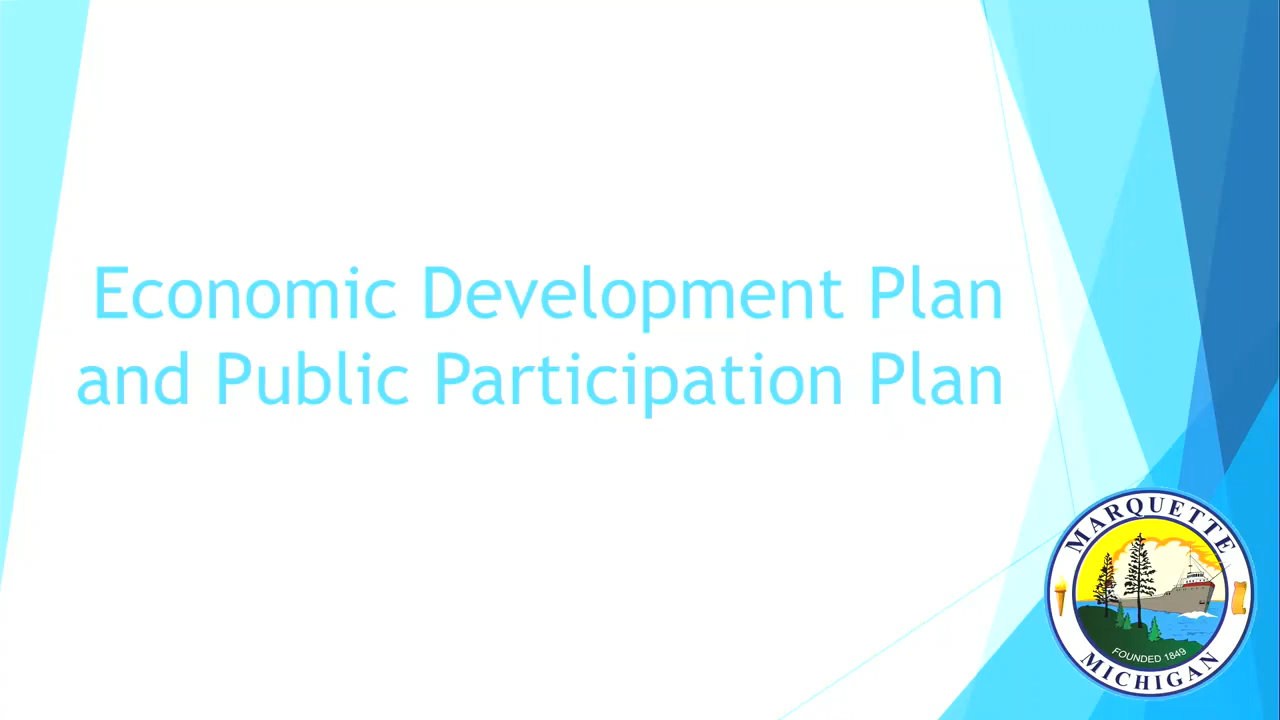 Economic Development Plan
and Public Participation Plan
MARQUETTE
FOUNDED 1849
MICHIGAN